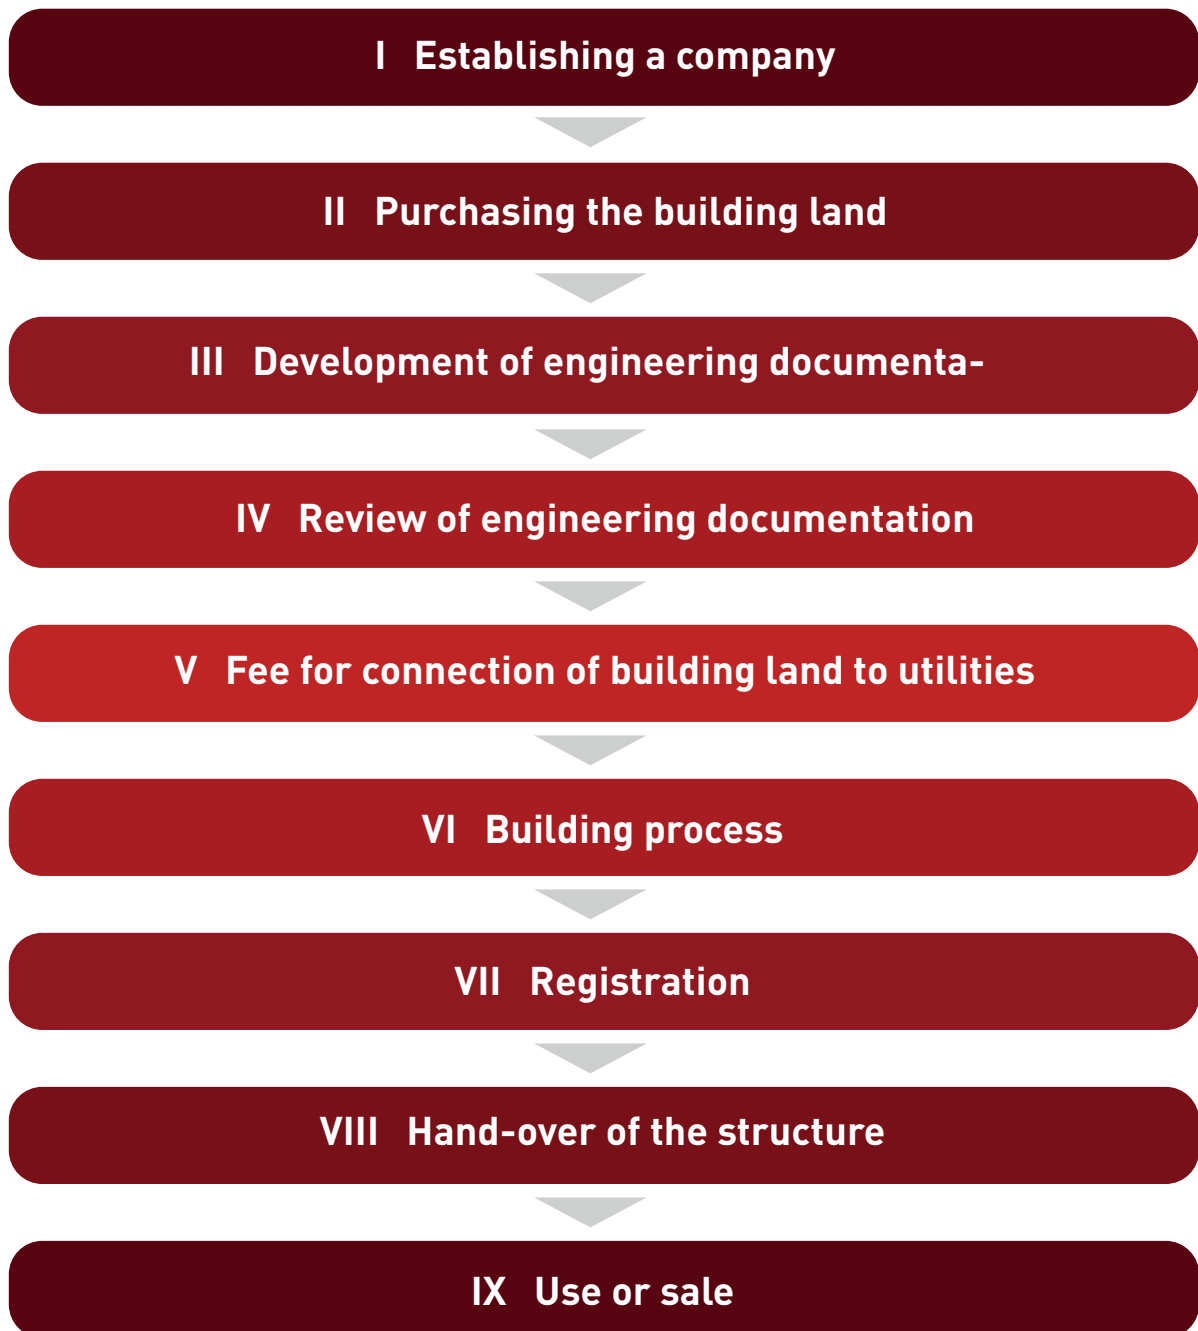 I Establishing a company
II Purchasing the building land
III Development of engineering documenta-
IV Review of engineering documentation
V Fee for connection of building land to utilities
VI Building process
VII Registration
VIII Hand-over of the structure
IX Use or sale